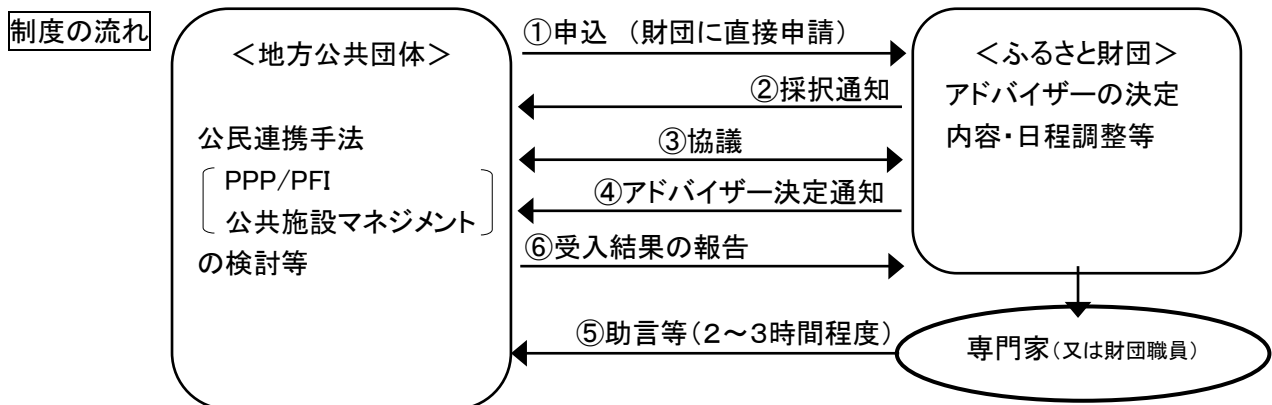 制度の流れ
＜地方公共団体＞
公民連携手法
PPP/PFI
公共施設マネジメント
の検討等
①申込 （財団に直接申請）
②採択通知
③協議
④アドバイザー決定通知
⑥受入結果の報告
⑤助言等（２～３時間程度）
＜ふるさと財団＞
アドバイザーの決定
内容・日程調整等
専門家（又は財団職員）